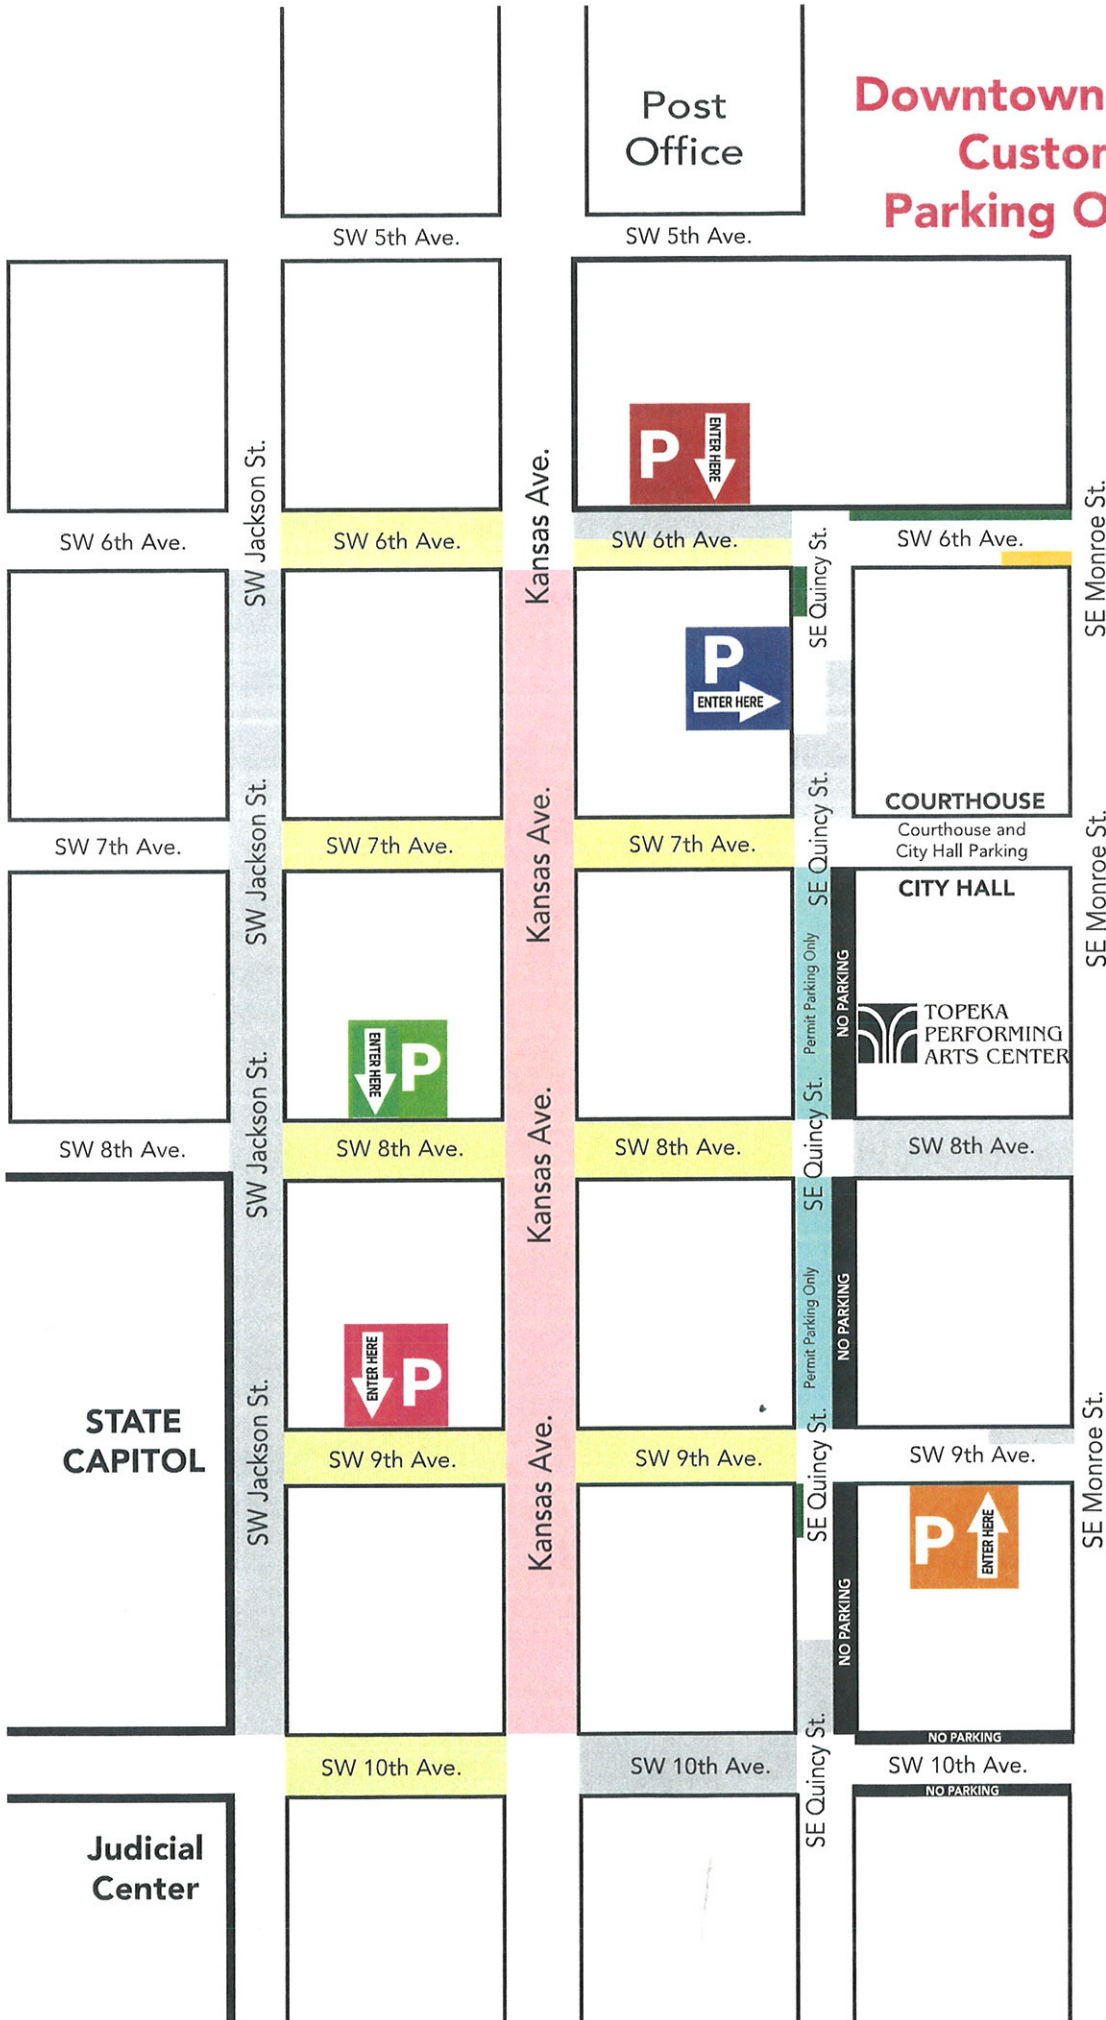 Post
Office
Downtown
Custor
Parking O
SW 5th Ave.
SW 5th Ave.
P
ENTER HERE
SW Jackson St.
Kansas Ave.
SE Monroe St.
SW 6th Ave.
SW 6th Ave.
SW 6th Ave.
SW 6th Ave.
SE Quincy St.
P
ENTER HERE
SW Jackson St.
Kansas Ave.
SE Quincy St.
COURTHOUSE
SE Monroe St.
SW 7th Ave.
SW 7th Ave.
SW 7th Ave.
Courthouse and
City Hall Parking
CITY HALL
Permit Parking Only
NO PARKING
TOPEKA
PERFORMING
ARTS CENTER
ENTER HERE
P
SW Jackson St.
Kansas Ave.
SE Quincy St.
SW 8th Ave.
SW 8th Ave.
SW 8th Ave.
SW 8th Ave.
Permit Parking Only
NO PARKING
ENTER HERE
P
STATE
CAPITOL
SW Jackson St.
Kansas Ave.
SE Quincy St.
SE Monroe St.
SW 9th Ave.
SW 9th Ave.
SW 9th Ave.
P
ENTER HERE
NO PARKING
NO PARKING
SW 10th Ave.
SW 10th Ave.
SE Quincy St.
SW 10th Ave.
NO PARKING
Judicial
Center